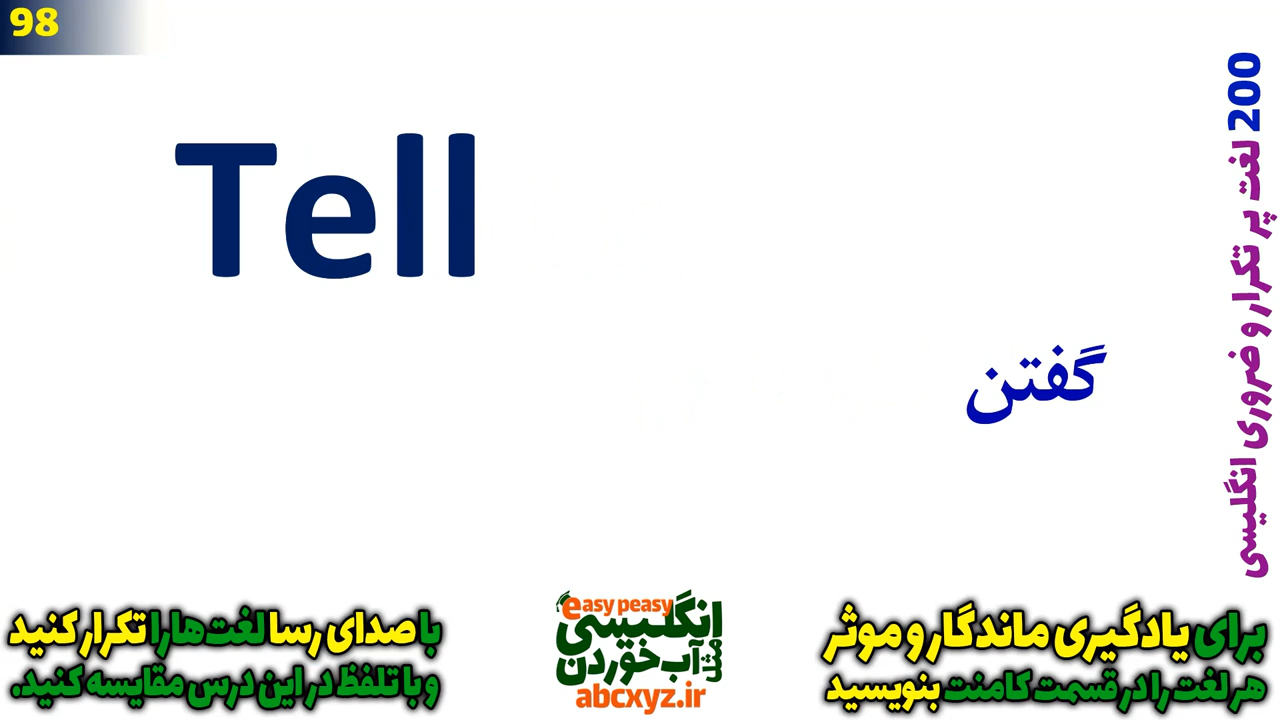 98
Tell
گفتن
200 لغت پر تکرار و ضروری انگلیسی
برای یادگیری ماندگار و موثر
هر لغت را در قسمت کامنت بنویسید
easy peasy
انگلیسی
مثل آب خوردن
abcxyz.ir
با صدای رسا لغت‌ها را تکرار کنید
و با تلفظ در این درس مقایسه کنید.